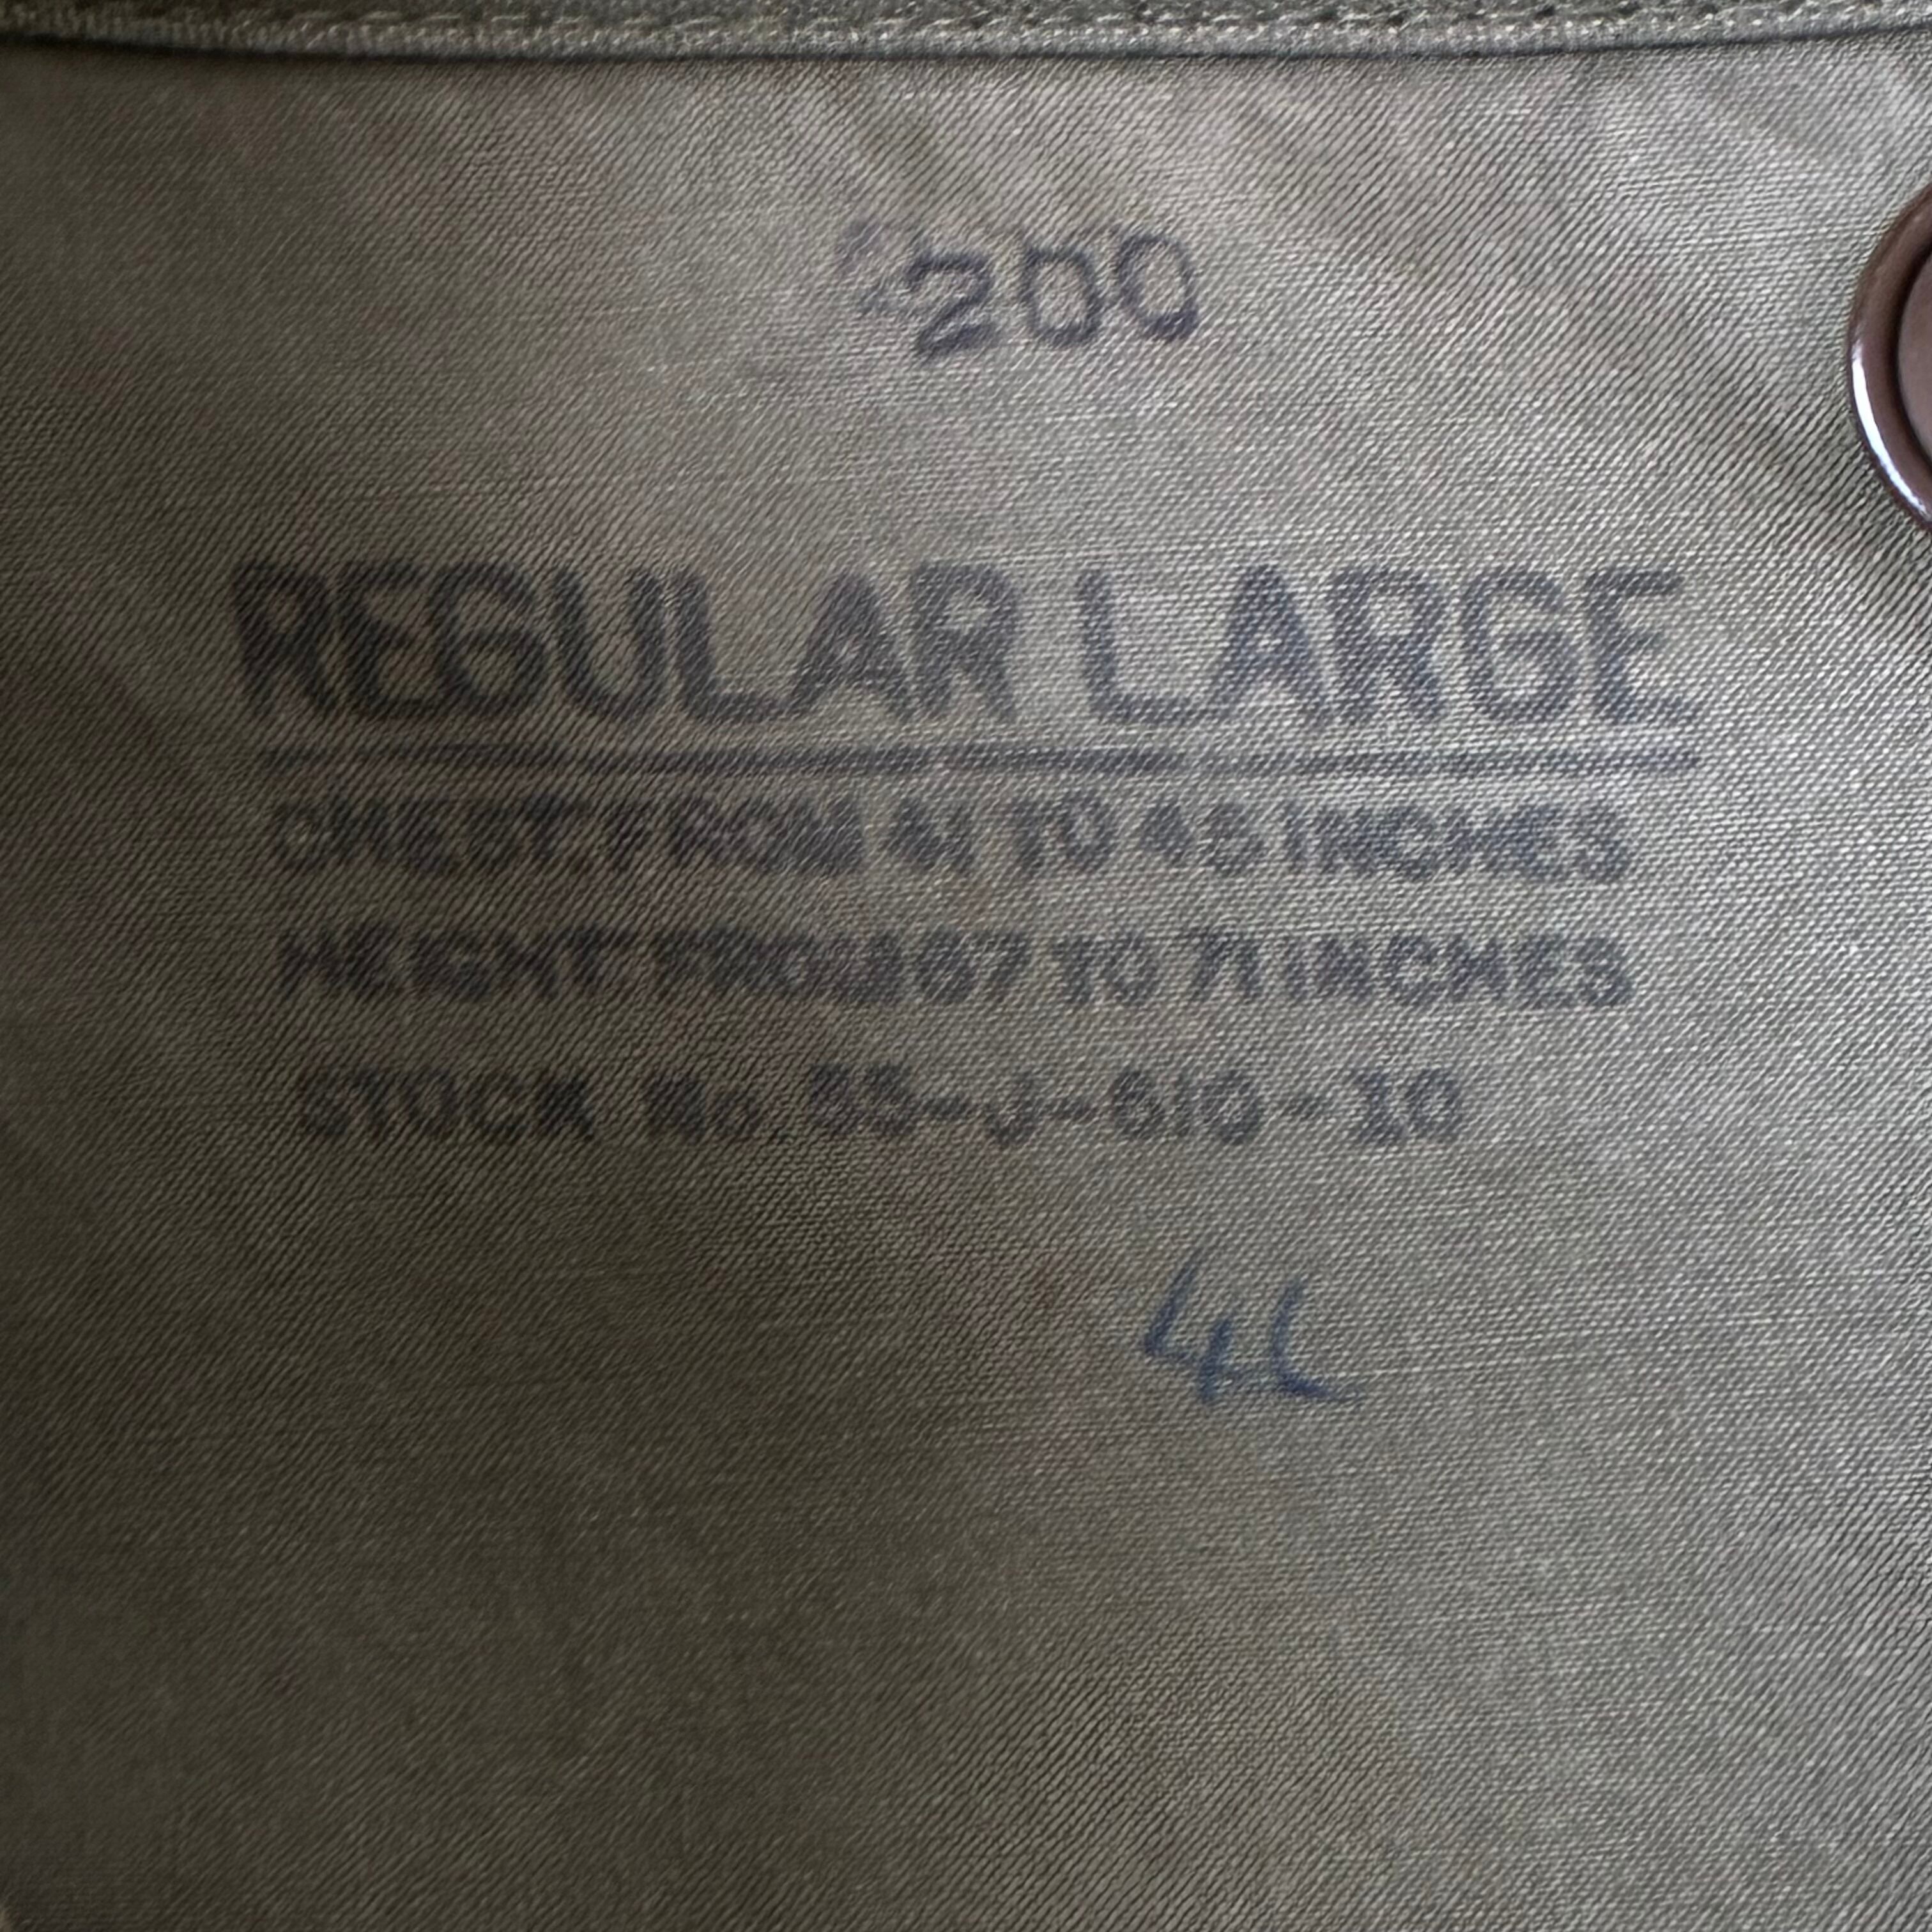 200
REGULAR LARGE
CHEST FROM 41 TO 45 INCHES
HEIGHT FROM 67 TO 71 INCHES
STOCK No. 55-J-510-10
4L